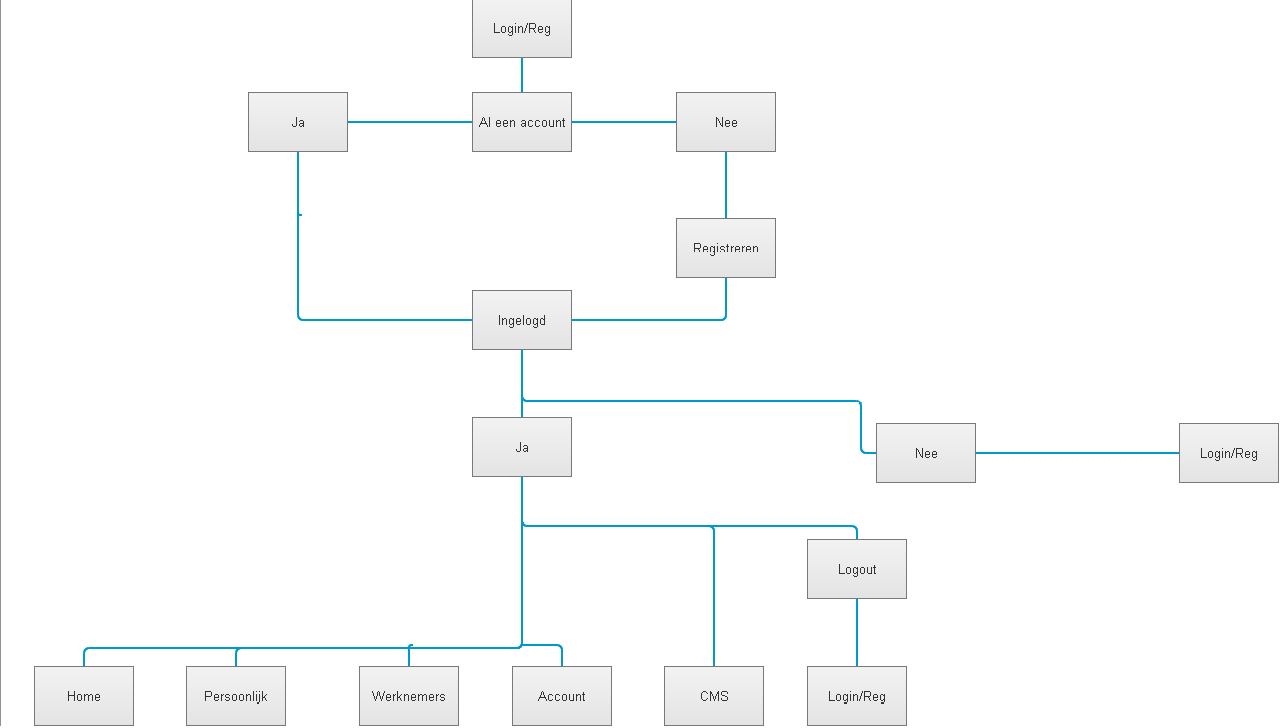 Login/Reg
Ja
Al een account
Nee
Registreren
Ingelogd
Ja
Nee
Login/Reg
Logout
Home
Persoonlijk
Werknemers
Account
CMS
Login/Reg